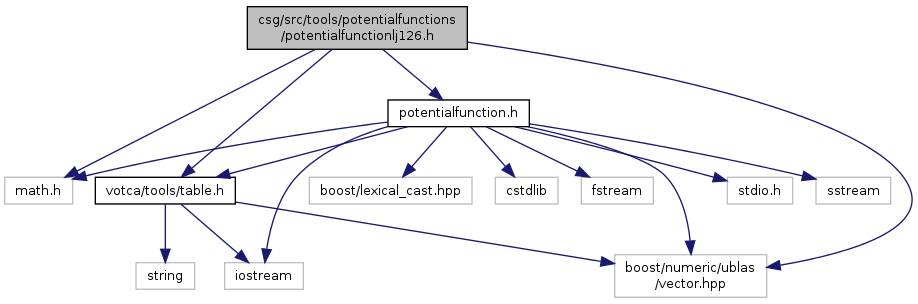 csg/src/tools/potentialfunctions
/potentialfunctionlj126.h
potentialfunction.h
math.h
votca/tools/table.h
boost/lexical_cast.hpp
cstdlib
fstream
stdio.h
sstream
string
iostream
boost/numeric/ublas
/vector.hpp